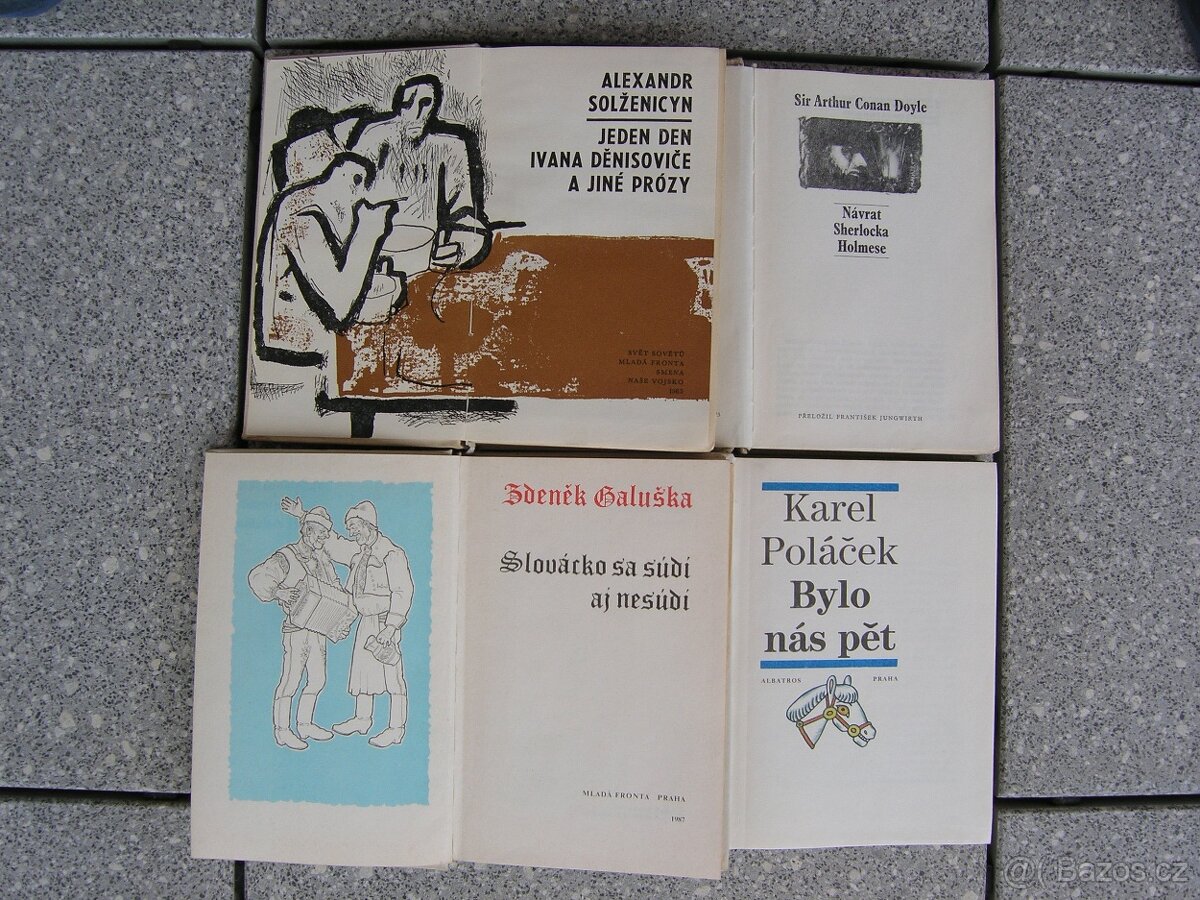 ALEXANDR
SOLŽENICYN
JEDEN DEN
IVANA DĚNISOVIČE
A JINÉ PRÓZY
SVĚT SOVĚTŮ
MLADÁ FRONTA
SMENA
NAŠE VOJSKO
1963
Sir Arthur Conan Doyle
Návrat
Sherlocka
Holmese
PŘELOŽIL FRANTIŠEK JUNGWIRTH
Zdeněk Galuška
Slovácko sa súdí
aj nesúdí
MLADÁ FRONTA PRAHA
1987
Karel
Poláček
Bylo
nás pět
ALBATROS PRAHA
@( Bazos.cz